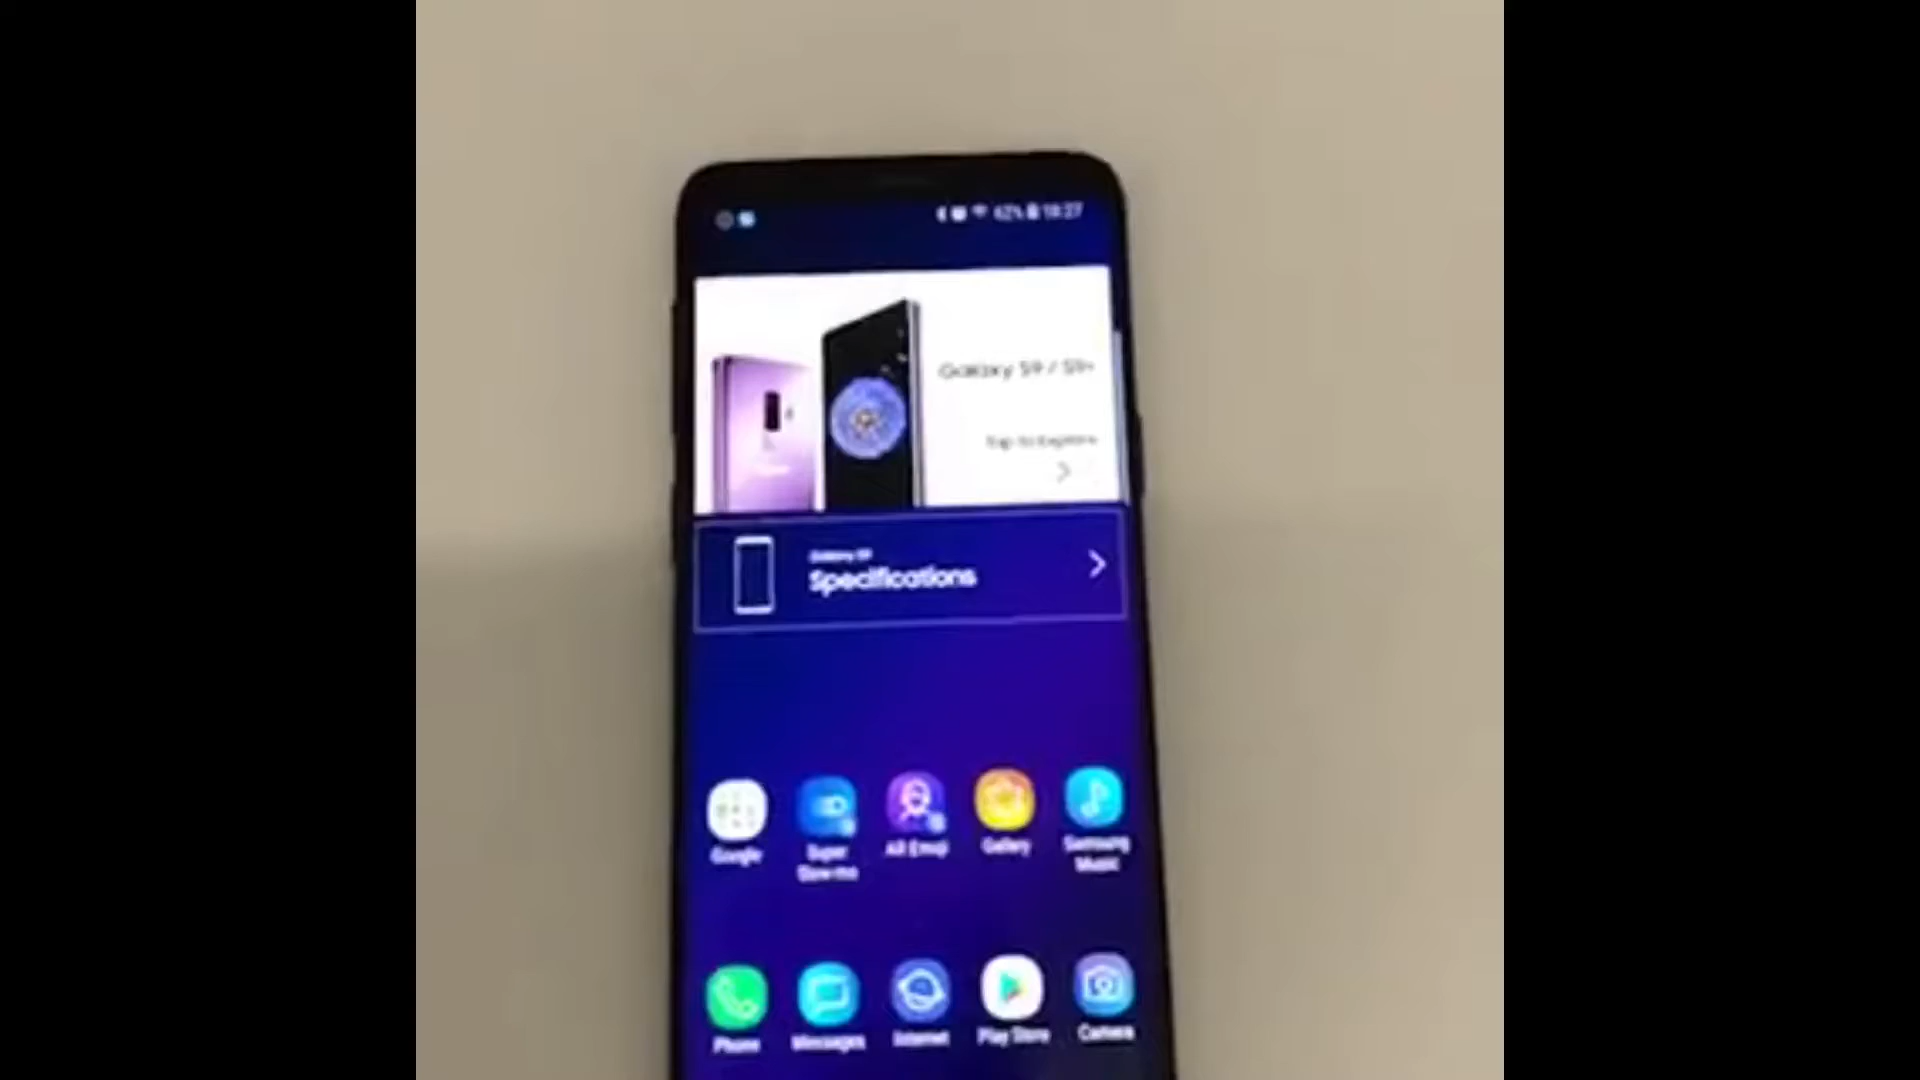 62% 18:27
Galaxy S9 / S9+
Tap to Explore
Galaxy S9
Specifications
Google
Super
Slow-mo
AR Emoji
Gallery
Samsung
Music
Phone
Messages
Internet
Play Store
Camera